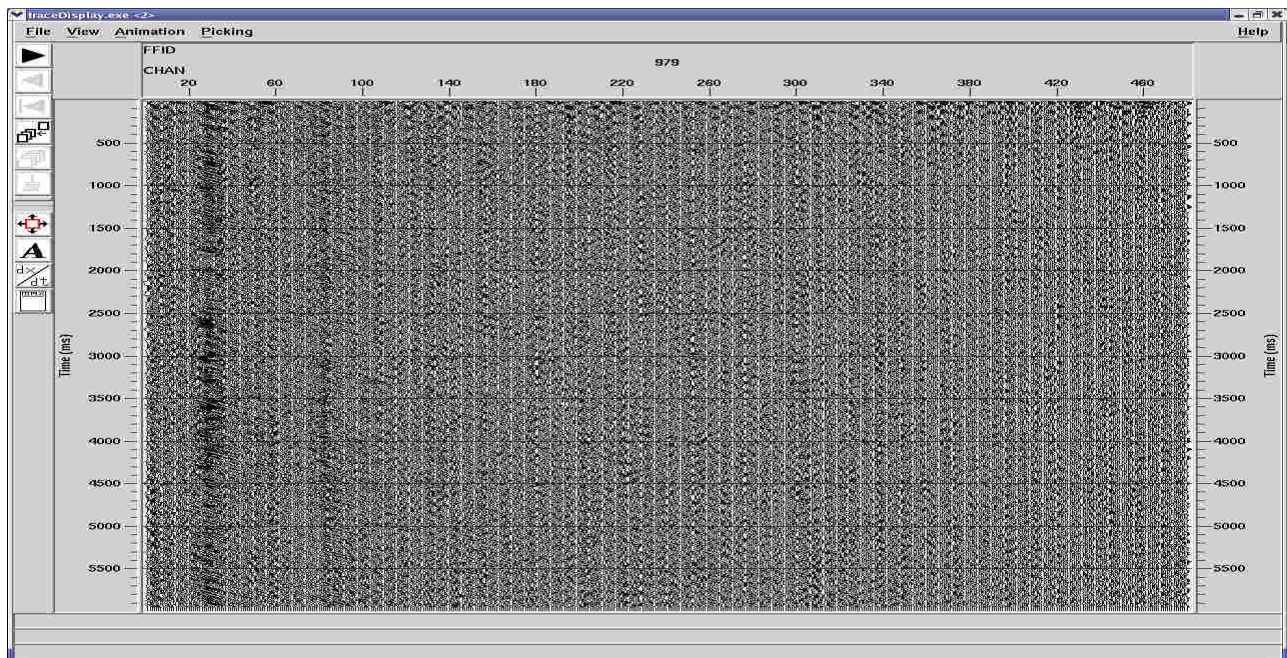 traceDisplay.exe <2>
File View Animation Picking Help
FFID
979
CHAN
20 60 100 140 180 220 260 300 340 380 420 460
500 500
1000 1000
1500 1500
2000 2000
2500 2500
3000 3000
3500 3500
4000 4000
4500 4500
5000 5000
5500 5500
Time (ms) Time (ms)
A
dx/dt